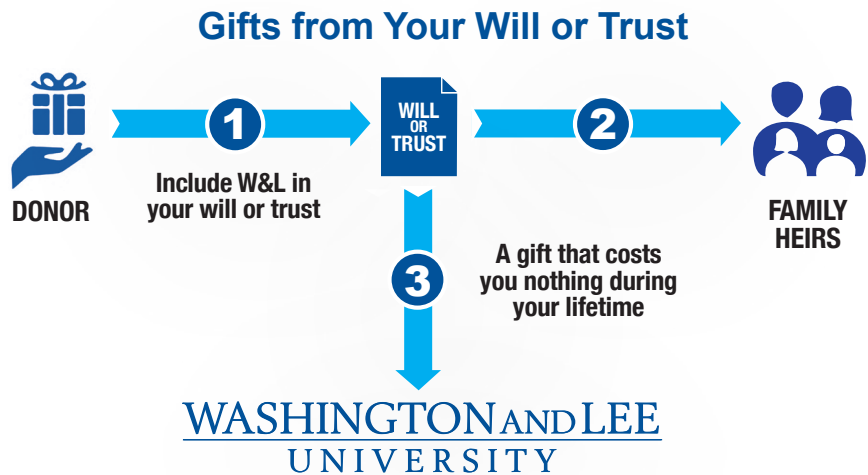 Gifts from Your Will or Trust
1
WILL
OR
TRUST
2
Include W&L in
your will or trust
DONOR
FAMILY
HEIRS
3
A gift that costs
you nothing during
your lifetime
WASHINGTON AND LEE
UNIVERSITY